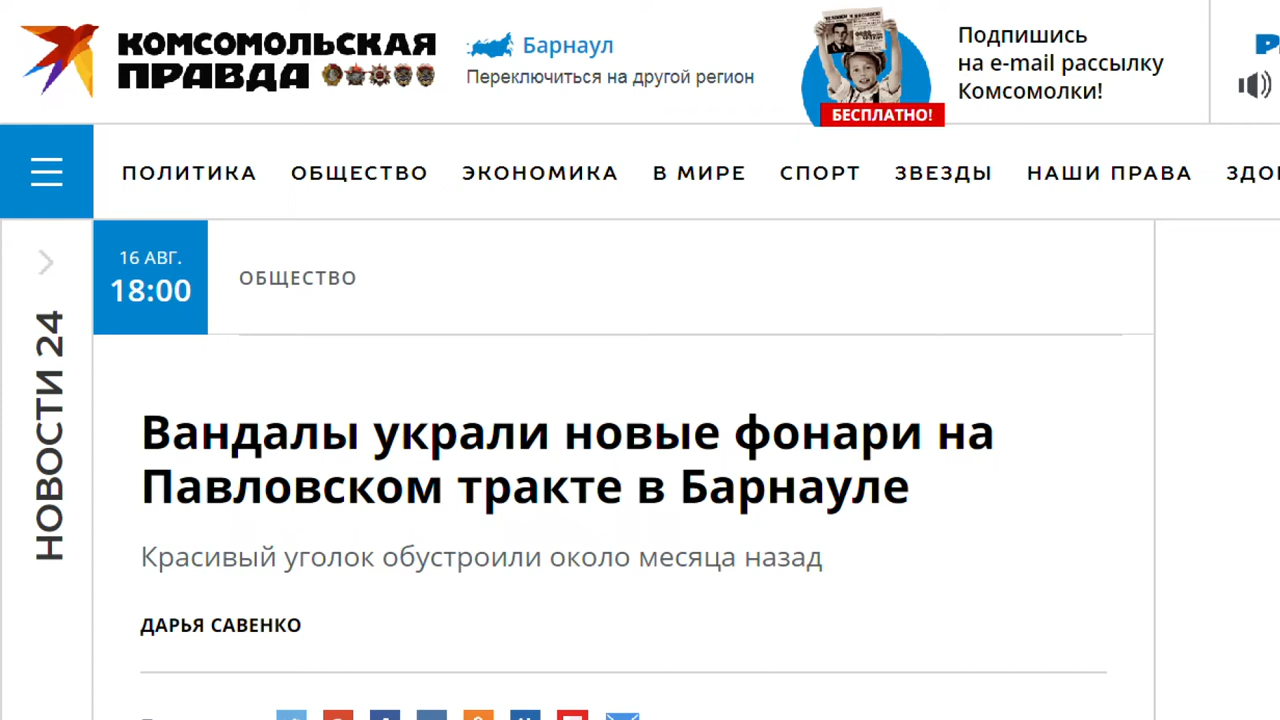 КОМСОМОЛЬСКАЯ
ПРАВДА
Барнаул
Переключиться на другой регион
БЕСПЛАТНО!
Подпишись
на e-mail рассылку
Комсомолки!
ПОЛИТИКА ОБЩЕСТВО ЭКОНОМИКА В МИРЕ СПОРТ ЗВЕЗДЫ НАШИ ПРАВА
НОВОСТИ 24
16 АВГ.
18:00
ОБЩЕСТВО
Вандалы украли новые фонари на
Павловском тракте в Барнауле
Красивый уголок обустроили около месяца назад
ДАРЬЯ САВЕНКО